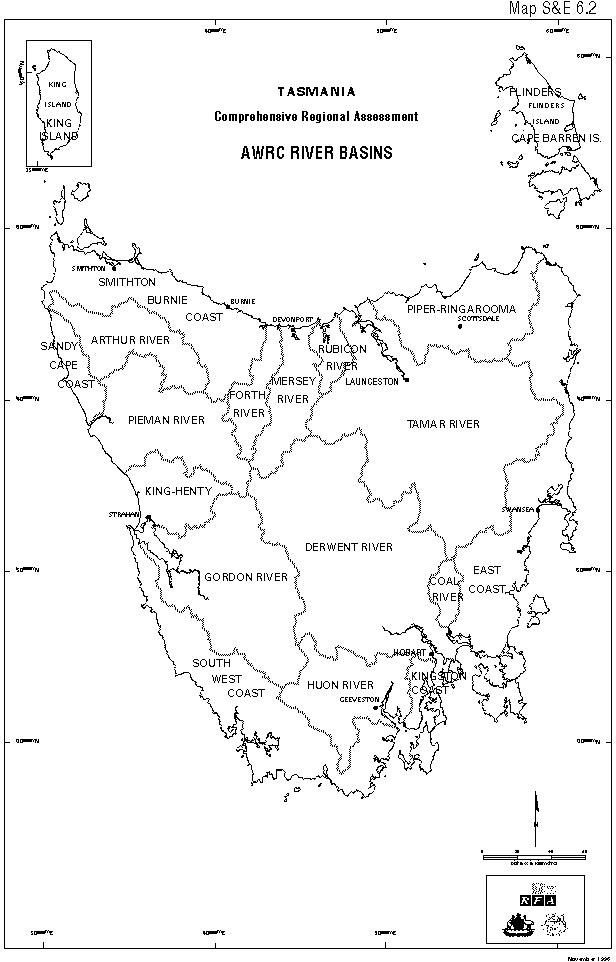 Map S&E 6.2
TASMANIA
Comprehensive Regional Assessment
AWRC RIVER BASINS
KING
ISLAND
KING
ISLAND
FLINDERS
FLINDERS
ISLAND
CAPE BARREN IS.
SMITHTON
SMITHTON
BURNIE
BURNIE
COAST
DEVONPORT
PIPER-RINGAROOMA
SCOTTSDALE
SANDY
CAPE
COAST
ARTHUR RIVER
RUBICON
RIVER
LAUNCESTON
FORTH
RIVER
MERSEY
RIVER
PIEMAN RIVER
TAMAR RIVER
KING-HENTY
STRAHAN
SWANSEA
DERWENT RIVER
GORDON RIVER
EAST
COAST
COAL
RIVER
HOBART
SOUTH
WEST
COAST
HUON RIVER
GEEVESTON
KINGSTON
COAST
N
RFA
November 1996